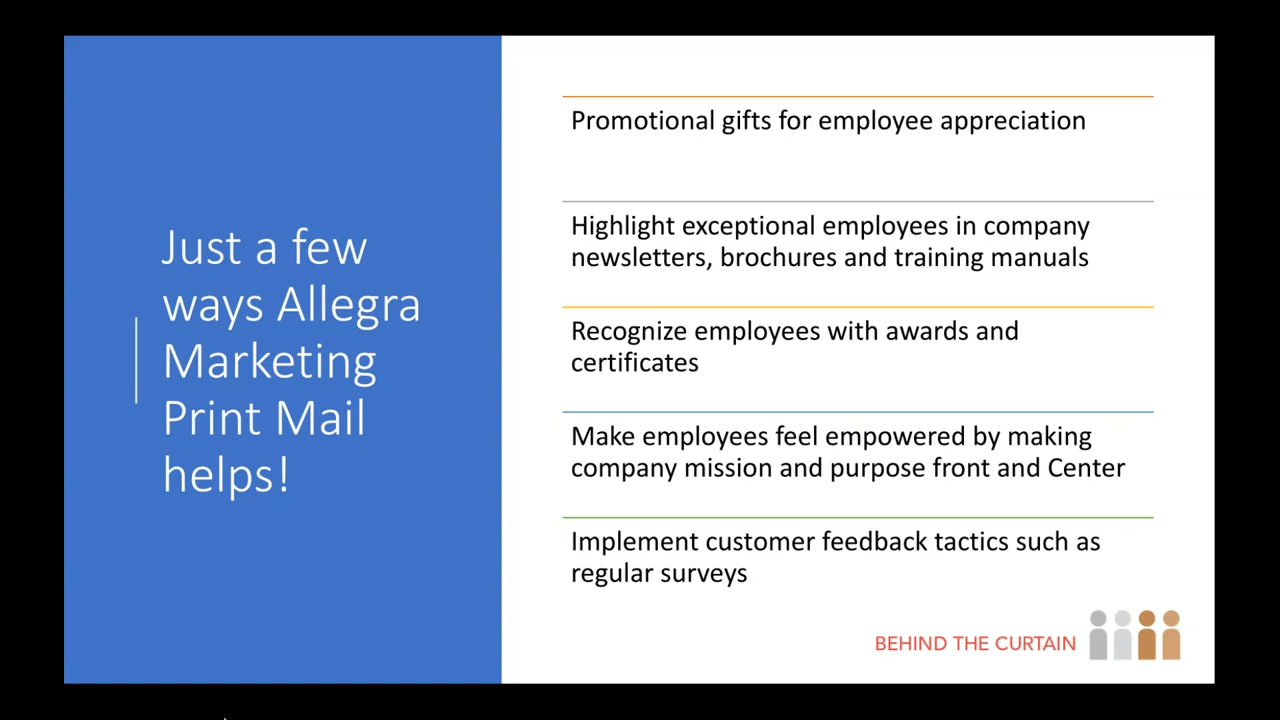 Just a few
ways Allegra
Marketing
Print Mail
helps!
Promotional gifts for employee appreciation
Highlight exceptional employees in company
newsletters, brochures and training manuals
Recognize employees with awards and
certificates
Make employees feel empowered by making
company mission and purpose front and Center
Implement customer feedback tactics such as
regular surveys
BEHIND THE CURTAIN